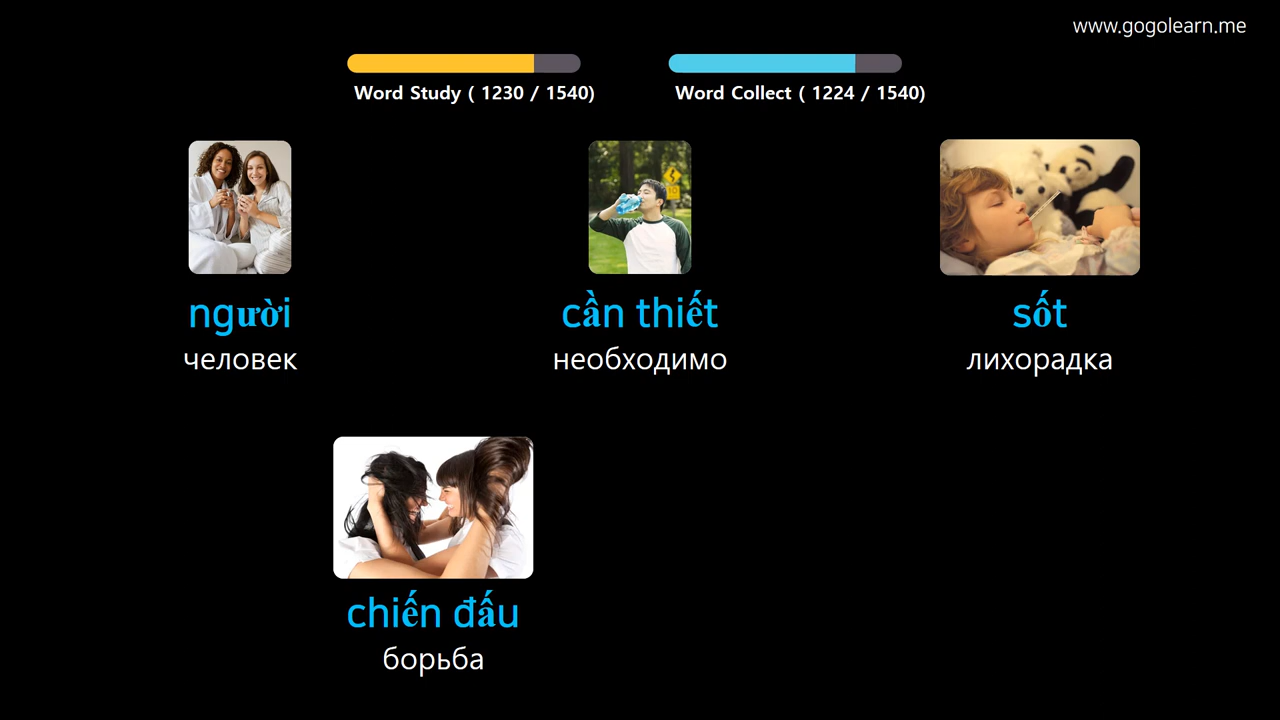 www.gogolearn.me
Word Study ( 1230 / 1540)
Word Collect ( 1224 / 1540)
người
человек
cần thiết
необходимо
sốt
лихорадка
chiến đấu
борьба